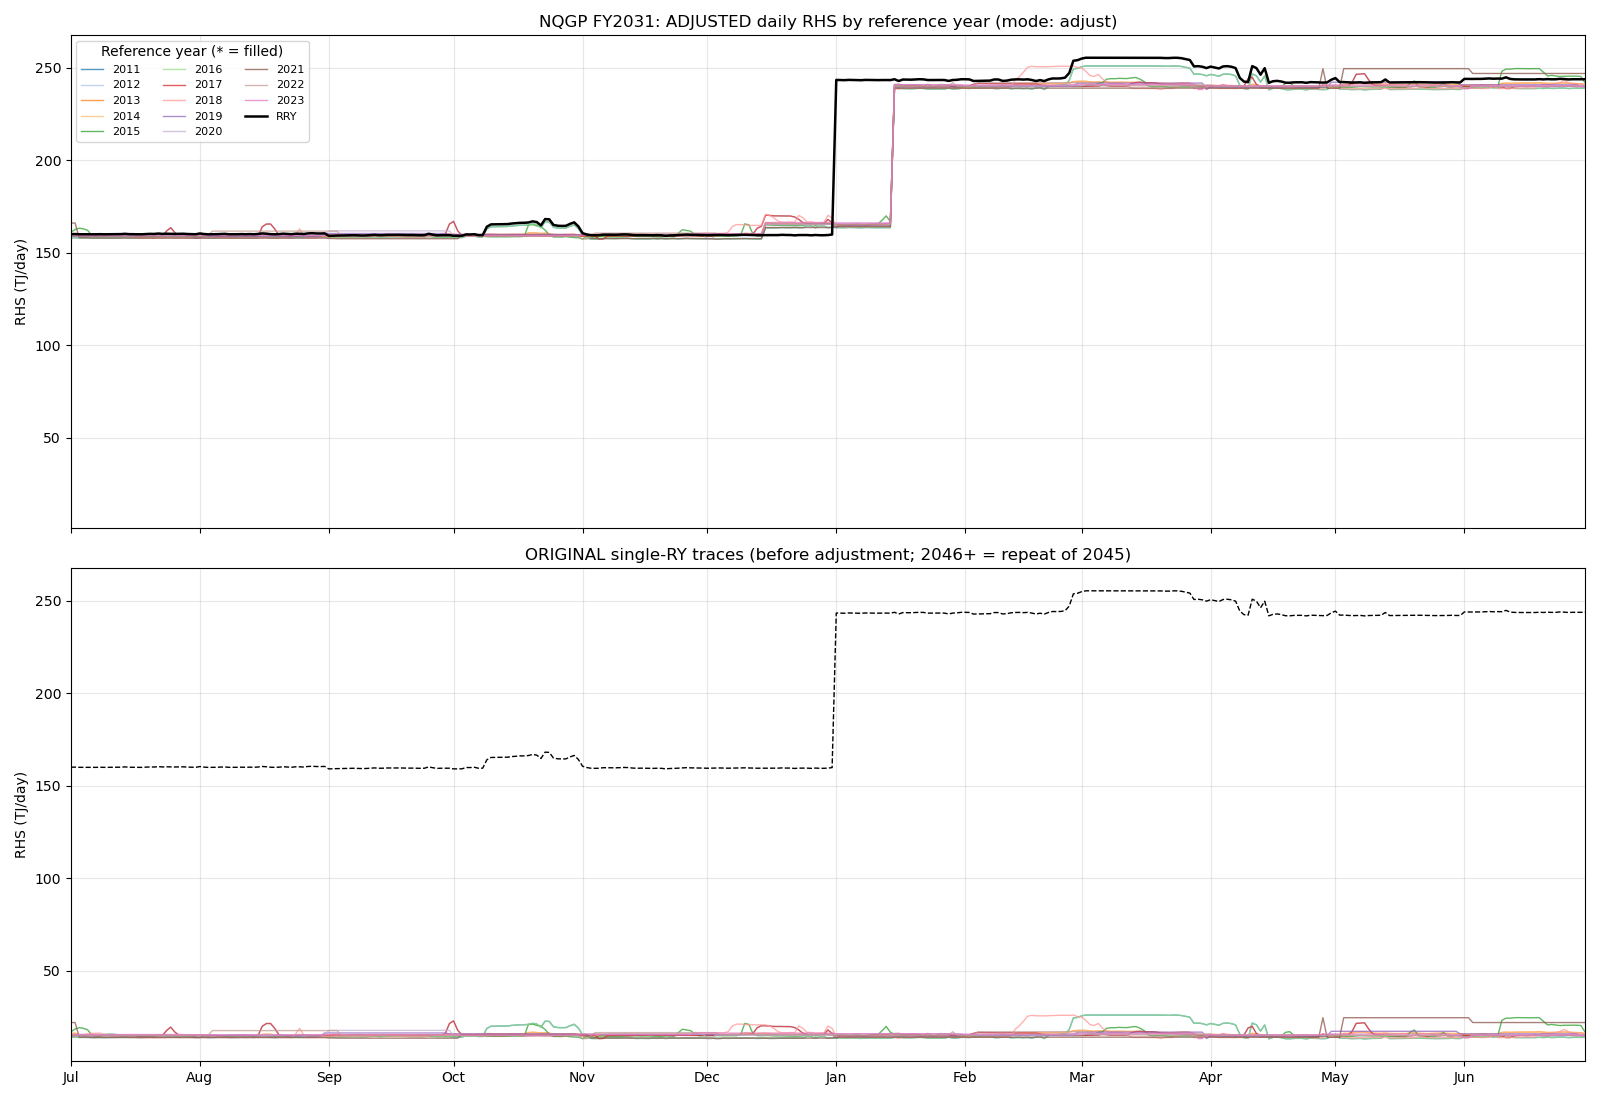 NQGP FY2031: ADJUSTED daily RHS by reference year (mode: adjust)
Reference year (* = filled)
2011 2016 2021
2012 2017 2022
2013 2018 2023
2014 2019 RRY
2015 2020
RHS (TJ/day)
250
200
150
100
50
ORIGINAL single-RY traces (before adjustment; 2046+ = repeat of 2045)
RHS (TJ/day)
250
200
150
100
50
Jul Aug Sep Oct Nov Dec Jan Feb Mar Apr May Jun